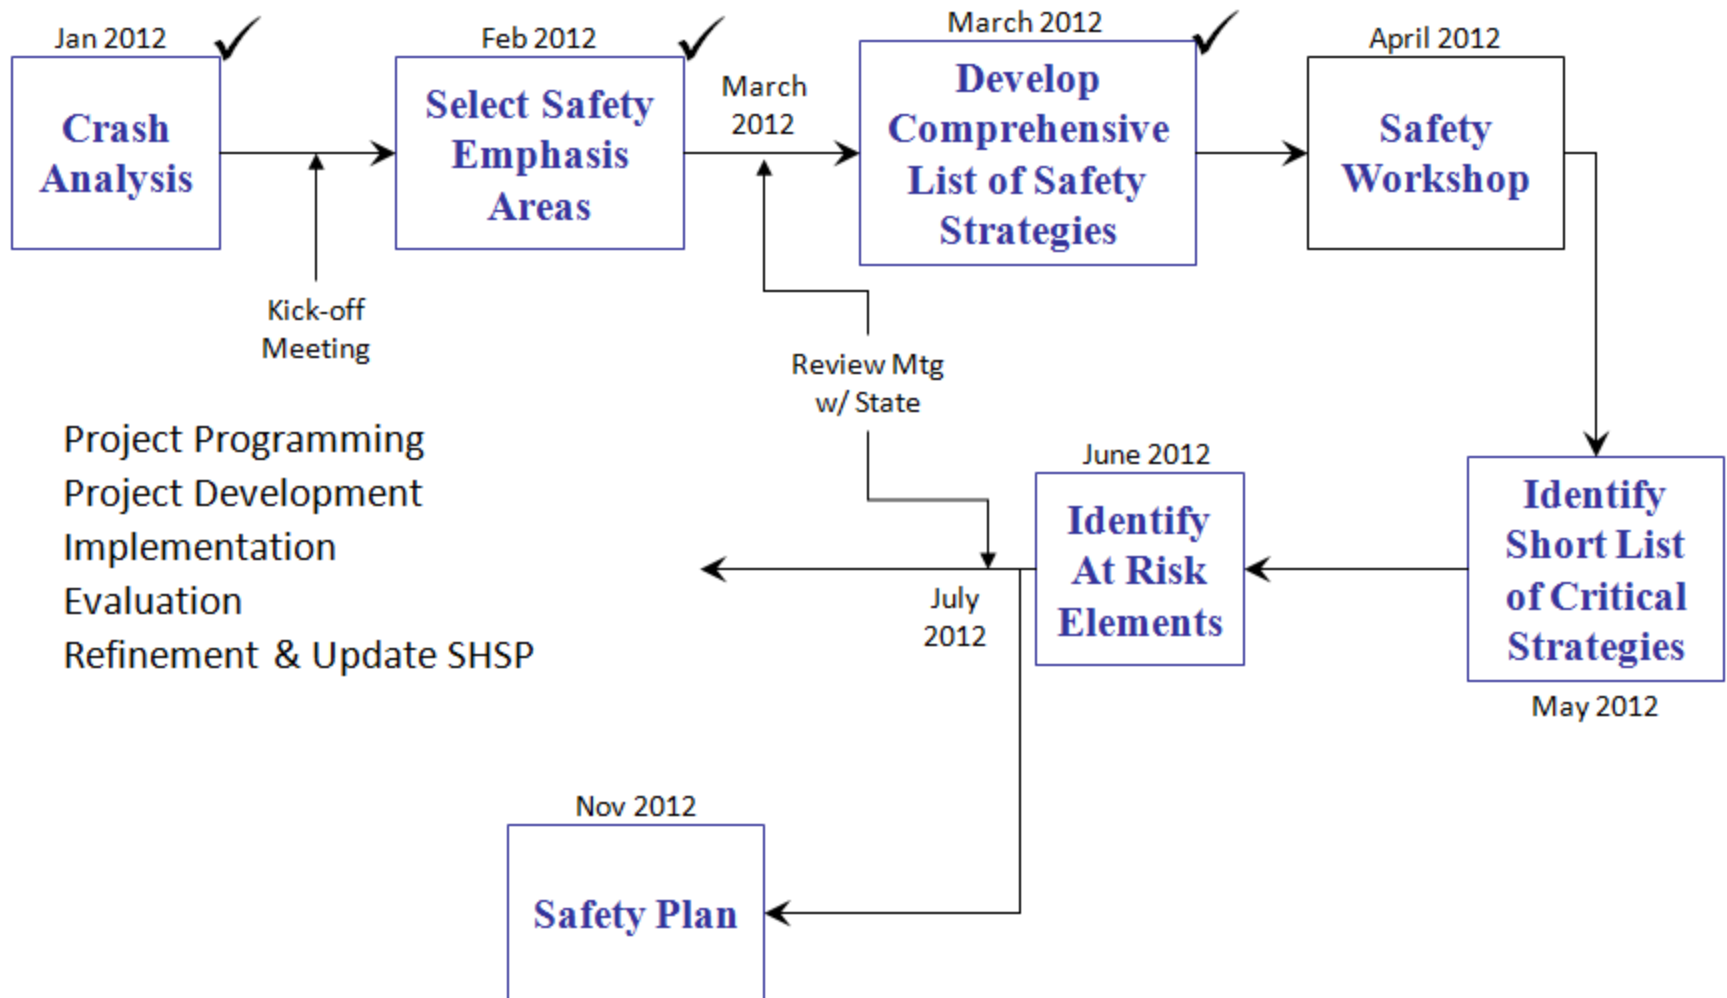 Jan 2012
Crash
Analysis
Kick-off
Meeting
Feb 2012
Select Safety
Emphasis
Areas
March
2012
March 2012
Develop
Comprehensive
List of Safety
Strategies
April 2012
Safety
Workshop
Review Mtg
w/ State
Identify
Short List
of Critical
Strategies
May 2012
June 2012
Identify
At Risk
Elements
July
2012
Project Programming
Project Development
Implementation
Evaluation
Refinement & Update SHSP
Nov 2012
Safety Plan